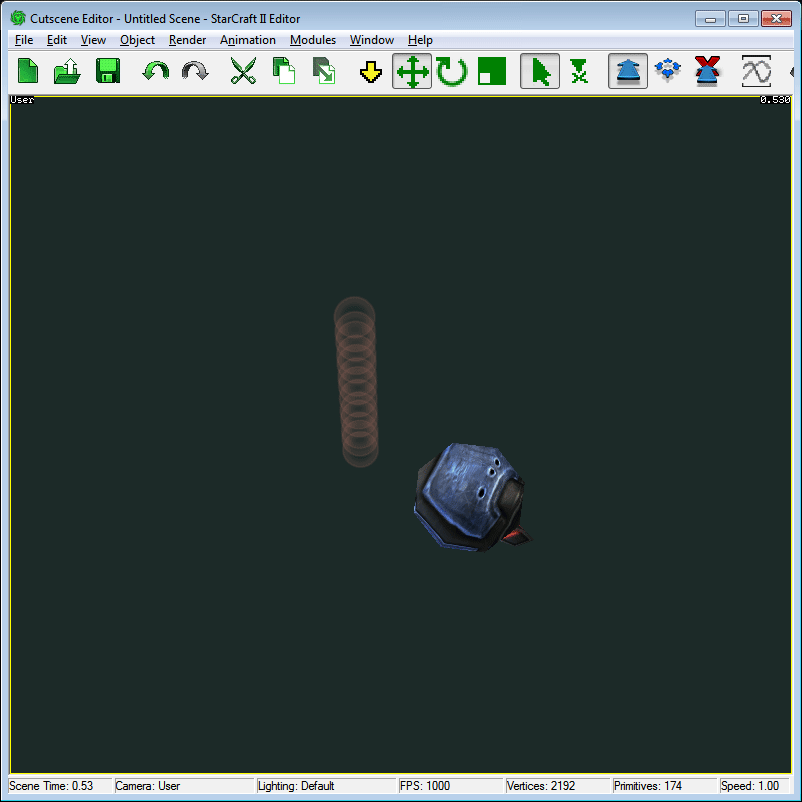 Cutscene Editor - Untitled Scene - StarCraft II Editor
File Edit View Object Render Animation Modules Window Help
User 0.530
Scene Time: 0.53 Camera: User Lighting: Default FPS: 1000 Vertices: 2192 Primitives: 174 Speed: 1.00